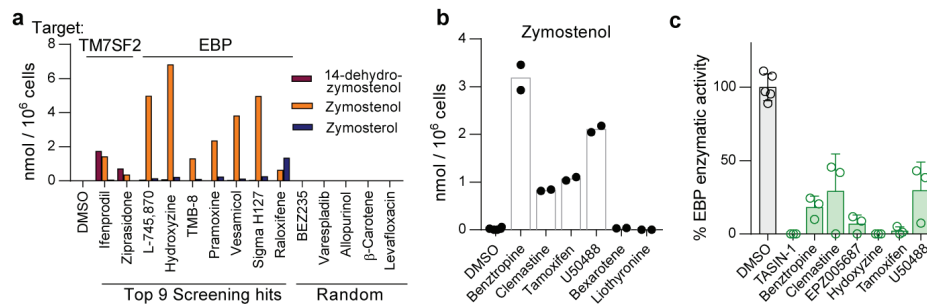 a
Target:
TM7SF2 EBP
nmol / 10⁶ cells
8
6
4
2
0
14-dehydro-
zymostenol
Zymostenol
Zymosterol
DMSO
Ifenprodil
Ziprasidone
L-745,870
Hydroxyzine
TMB-8
Pramoxine
Vesamicol
Sigma H127
Raloxifene
BEZ235
Varespladib
Allopurinol
β-Carotene
Levafloxacin
Top 9 Screening hits Random
b
Zymostenol
nmol / 10⁶ cells
4
3
2
1
0
DMSO
Benztropine
Clemastine
Tamoxifen
U50488
Bexarotene
Liothyronine
c
% EBP enzymatic activity
100
50
0
DMSO
TASIN-1
Benztropine
Clemistine
EPZ005687
Hydoxyzine
Tamoxifen
U50488